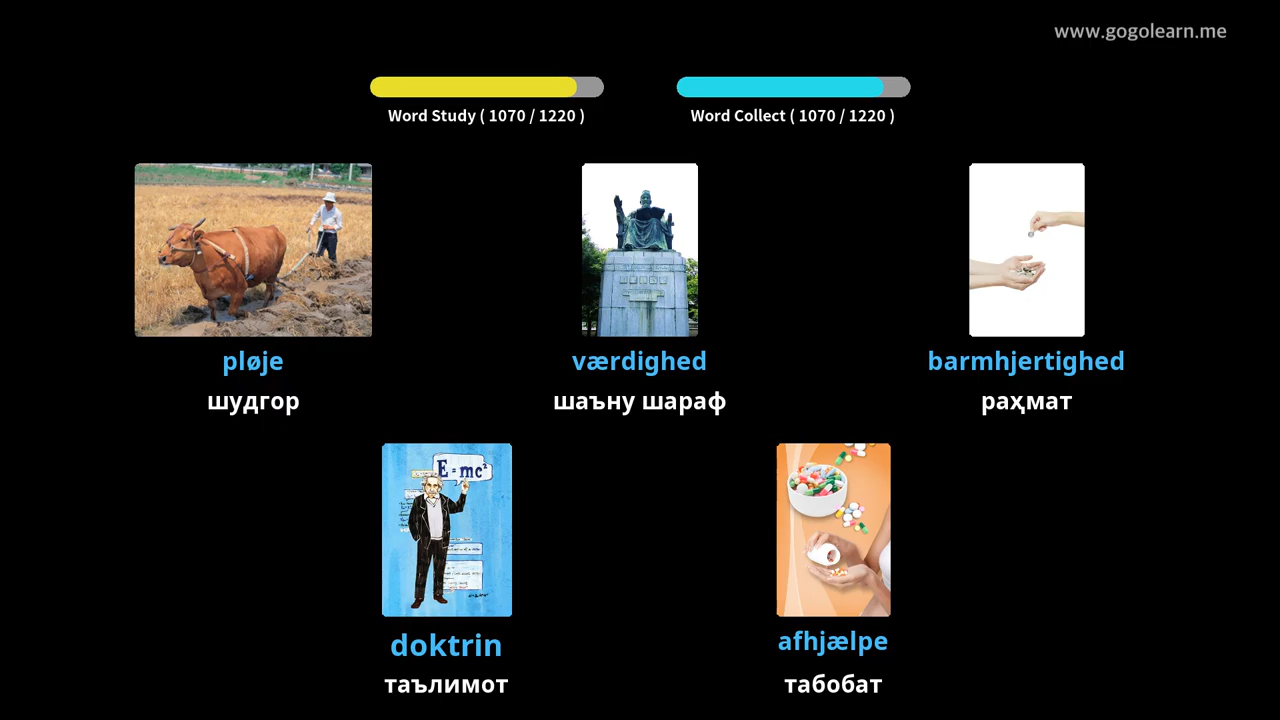 www.gogolearn.me
Word Study ( 1070 / 1220 )
Word Collect ( 1070 / 1220 )
pløje
værdighed
barmhjertighed
шудгор
шаъну шараф
раҳмат
E = mc²
doktrin
afhjælpe
таълимот
табобат